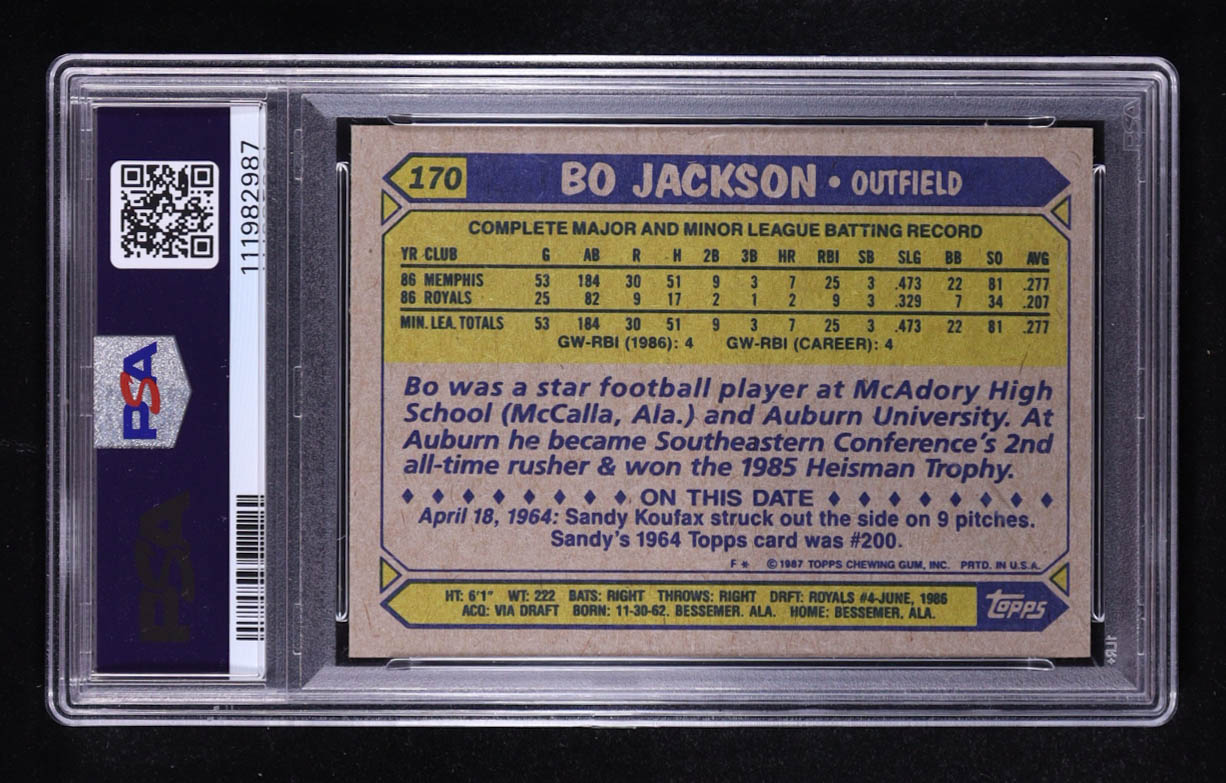 170 BO JACKSON • OUTFIELD
COMPLETE MAJOR AND MINOR LEAGUE BATTING RECORD
YR CLUB G AB R H 2B 3B HR RBI SB SLG BB SO AVG
86 MEMPHIS 53 184 30 51 9 3 7 25 3 .473 22 81 .277
86 ROYALS 25 82 9 17 2 1 2 9 3 .329 7 34 .207
MIN. LEA. TOTALS 53 184 30 51 9 3 7 25 3 .473 22 81 .277
GW-RBI (1986): 4 GW-RBI (CAREER): 4
Bo was a star football player at McAdory High
School (McCalla, Ala.) and Auburn University. At
Auburn he became Southeastern Conference's 2nd
all-time rusher & won the 1985 Heisman Trophy.
ON THIS DATE
April 18, 1964: Sandy Koufax struck out the side on 9 pitches.
Sandy's 1964 Topps card was #200.
F * © 1987 TOPPS CHEWING GUM, INC. PRTD. IN U.S.A.
HT: 6'1" WT: 222 BATS: RIGHT THROWS: RIGHT DRFT: ROYALS #4-JUNE, 1986
ACQ: VIA DRAFT BORN: 11-30-62, BESSEMER, ALA. HOME: BESSEMER, ALA.
TOPPS
111982987
PSA
PSA
PSA
1LR+